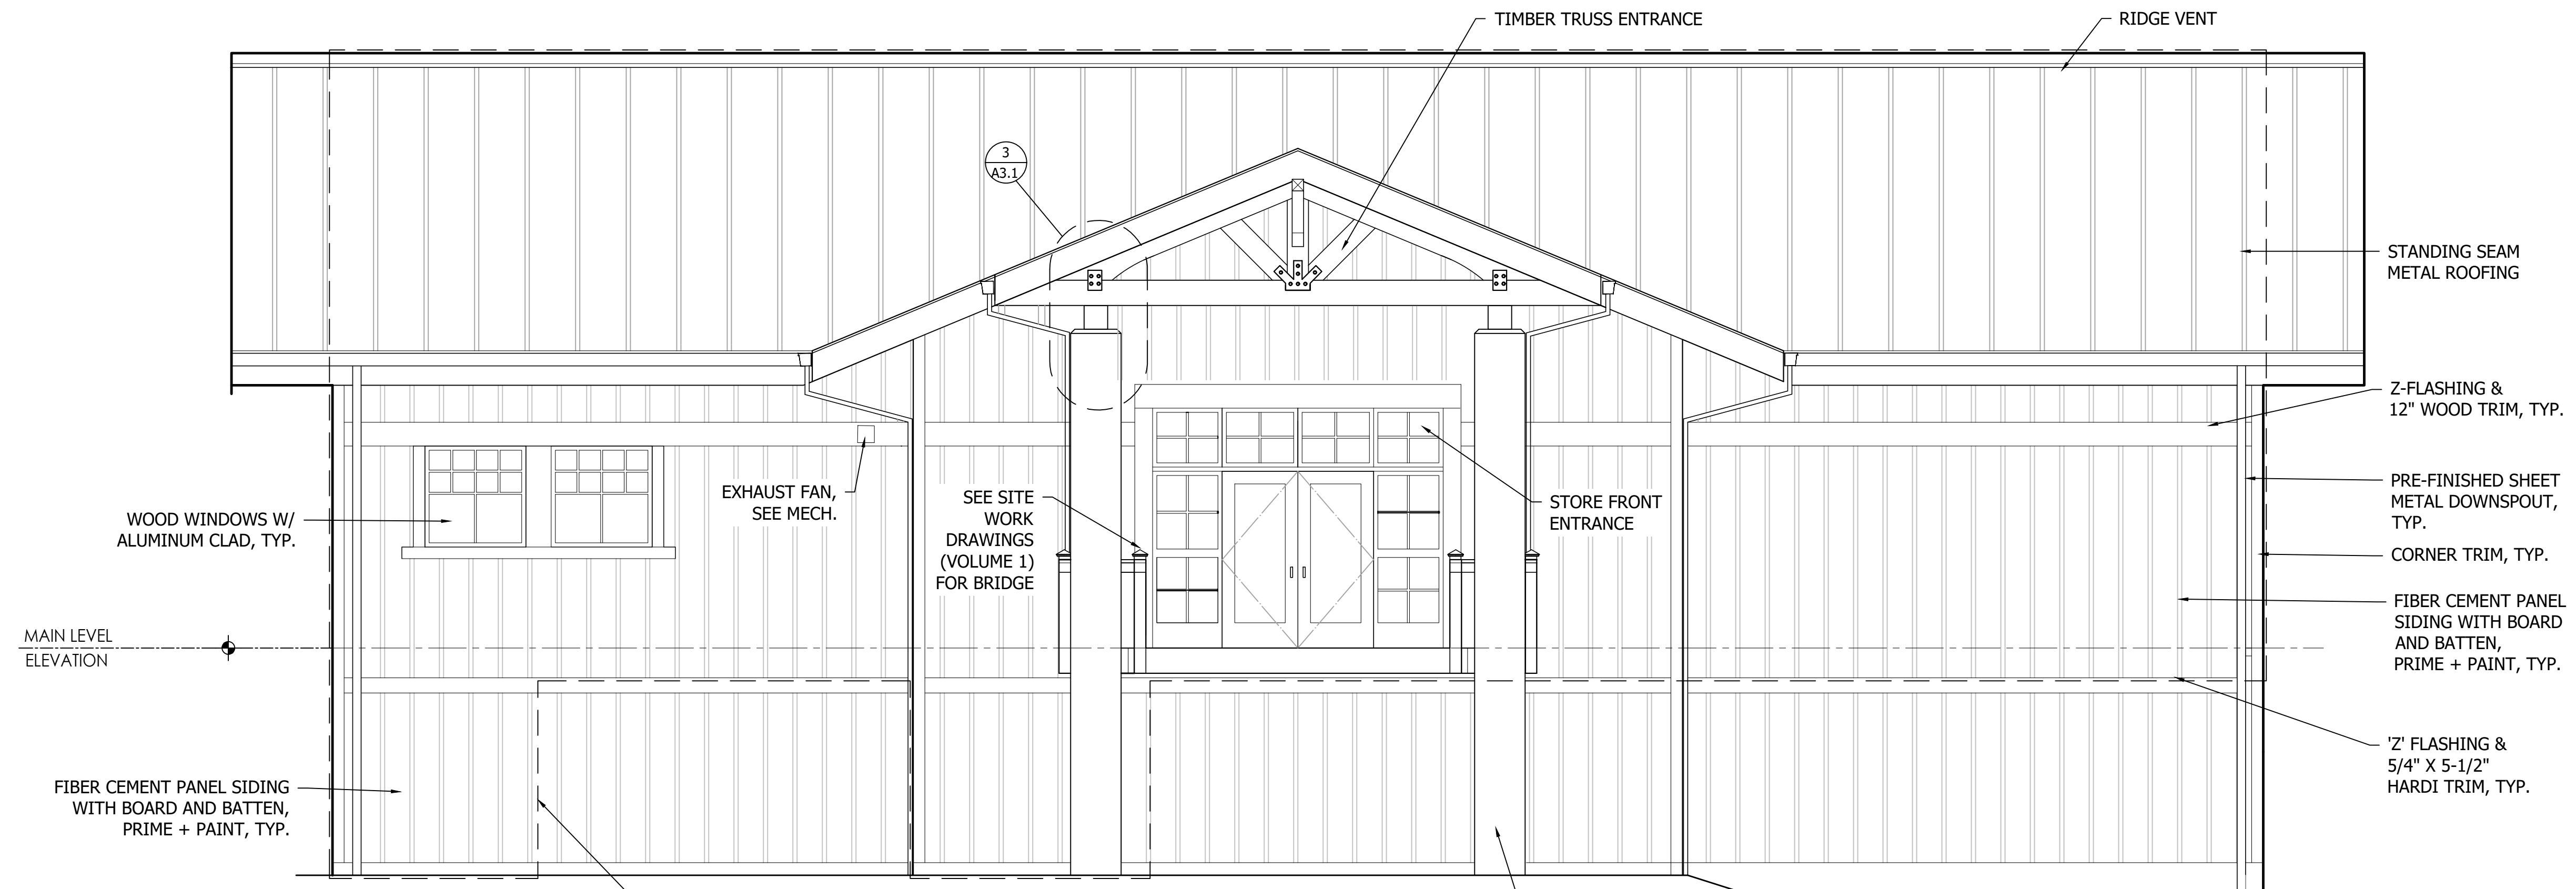 TIMBER TRUSS ENTRANCE
RIDGE VENT
3
A3.1
STANDING SEAM
METAL ROOFING
Z-FLASHING &
12" WOOD TRIM, TYP.
EXHAUST FAN,
SEE MECH.
SEE SITE
WORK
DRAWINGS
(VOLUME 1)
FOR BRIDGE
STORE FRONT
ENTRANCE
PRE-FINISHED SHEET
METAL DOWNSPOUT,
TYP.
WOOD WINDOWS W/
ALUMINUM CLAD, TYP.
CORNER TRIM, TYP.
FIBER CEMENT PANEL
SIDING WITH BOARD
AND BATTEN,
PRIME + PAINT, TYP.
MAIN LEVEL
ELEVATION
'Z' FLASHING &
5/4" X 5-1/2"
HARDI TRIM, TYP.
FIBER CEMENT PANEL SIDING
WITH BOARD AND BATTEN,
PRIME + PAINT, TYP.